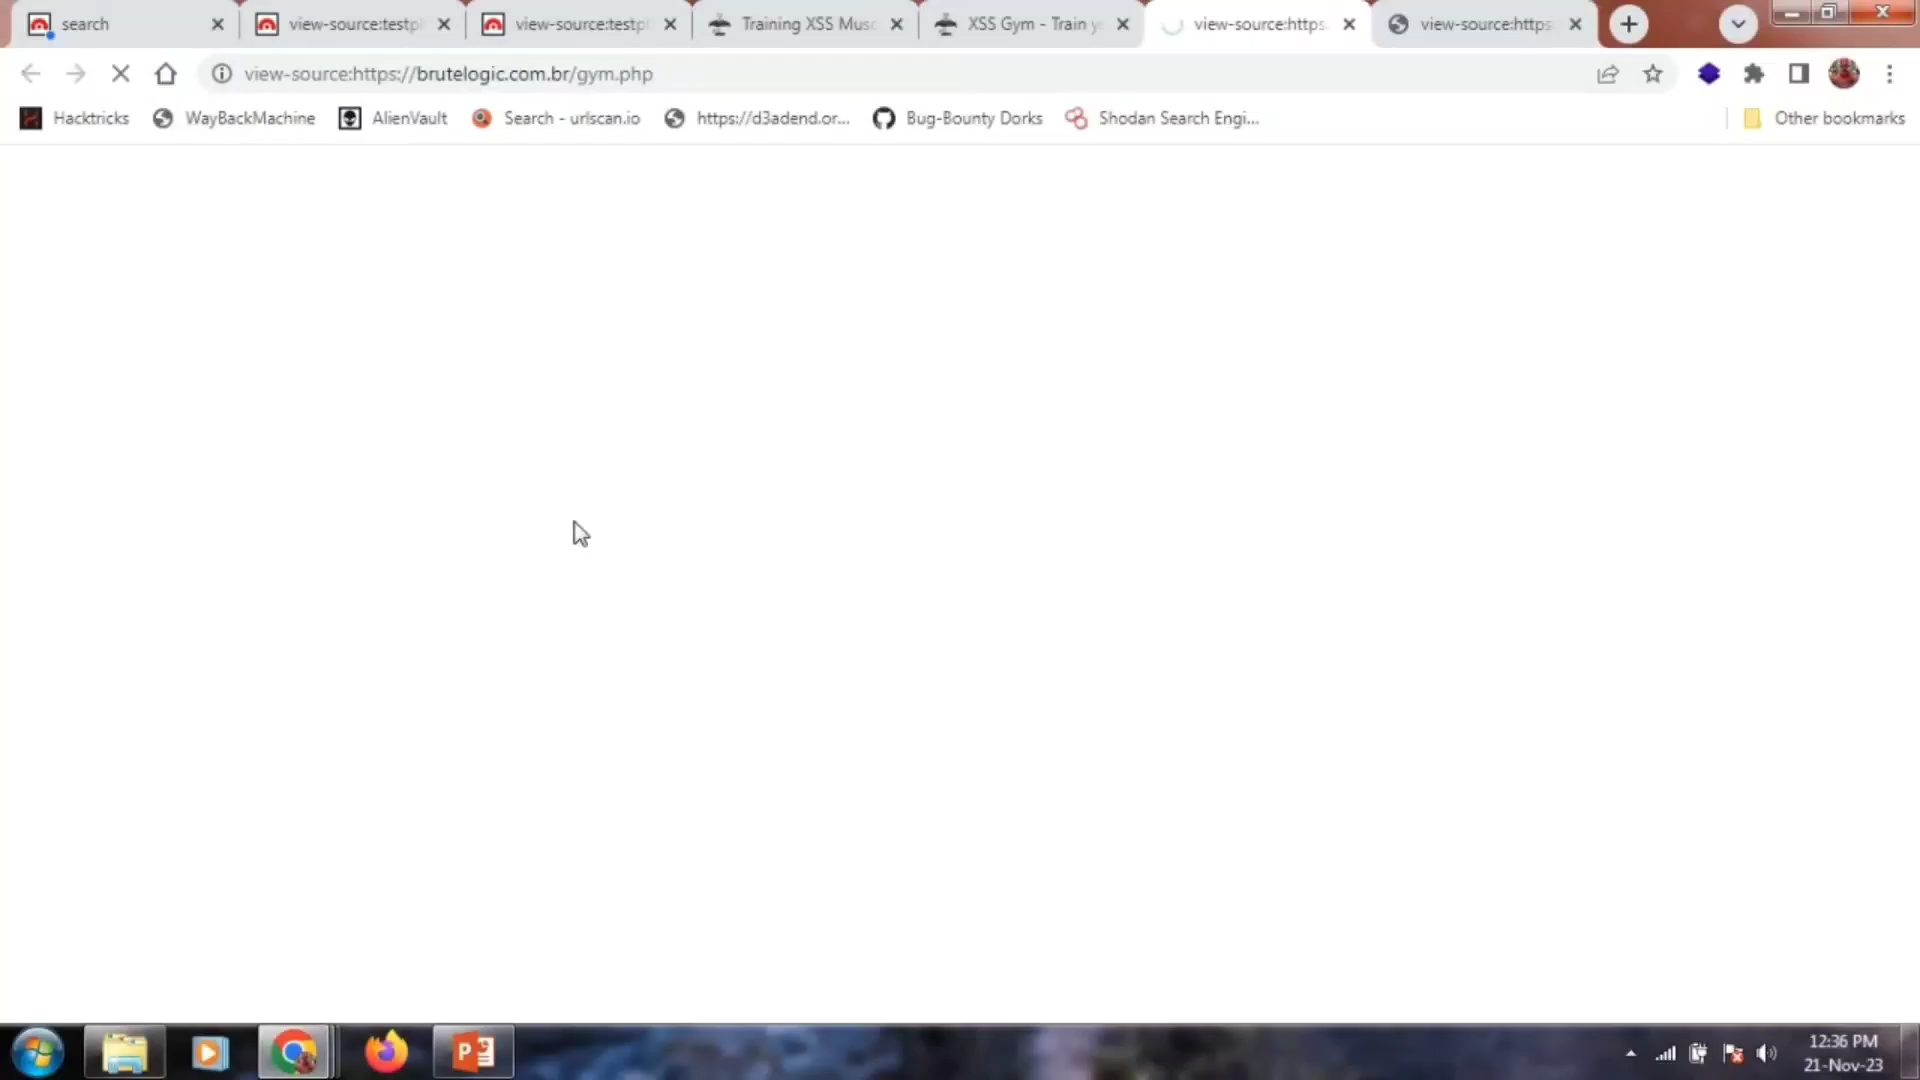 search
view-source:testp
view-source:testp
Training XSS Musc
XSS Gym - Train y
view-source:https
view-source:https
view-source:https://brutelogic.com.br/gym.php
Hacktricks
WayBackMachine
AlienVault
Search - urlscan.io
https://d3adend.or...
Bug-Bounty Dorks
Shodan Search Engi...
Other bookmarks
12:36 PM
21-Nov-23